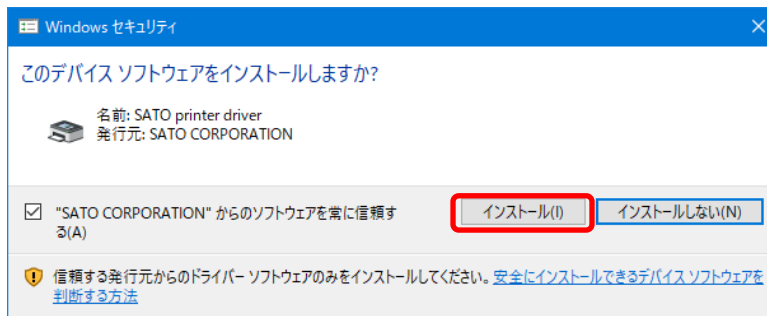 Windows セキュリティ
このデバイス ソフトウェアをインストールしますか?
名前: SATO printer driver
発行元: SATO CORPORATION
"SATO CORPORATION" からのソフトウェアを常に信頼す
る(A)
インストール(I)
インストールしない(N)
信頼する発行元からのドライバー ソフトウェアのみをインストールしてください。安全にインストールできるデバイス ソフトウェアを
判断する方法